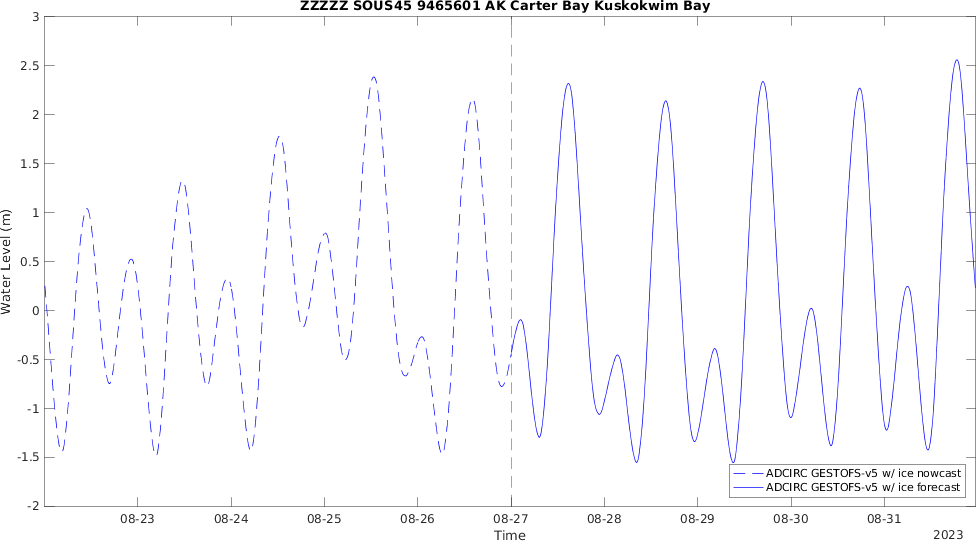 ZZZZZ SOUS45 9465601 AK Carter Bay Kuskokwim Bay
3
2.5
2
1.5
1
0.5
0
-0.5
-1
-1.5
-2
Water Level (m)
ADCIRC GESTOFS-v5 w/ ice nowcast
ADCIRC GESTOFS-v5 w/ ice forecast
08-23 08-24 08-25 08-26 08-27 08-28 08-29 08-30 08-31
Time
2023